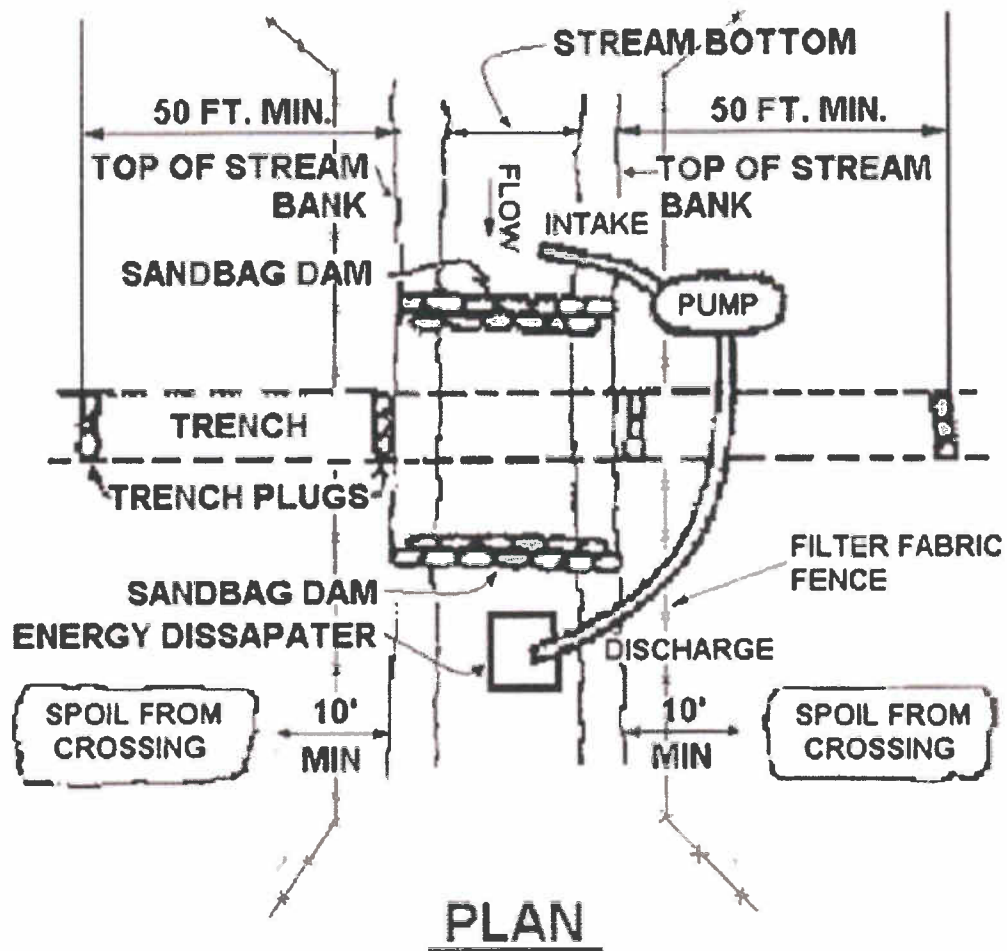 STREAM BOTTOM
50 FT. MIN.
50 FT. MIN.
TOP OF STREAM
BANK
FLOW
TOP OF STREAM
BANK
INTAKE
SANDBAG DAM
PUMP
TRENCH
TRENCH PLUGS
FILTER FABRIC
FENCE
SANDBAG DAM
ENERGY DISSAPATER
DISCHARGE
SPOIL FROM
CROSSING
10'
MIN
10'
MIN
SPOIL FROM
CROSSING
PLAN